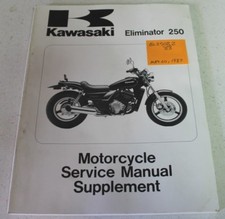 Kawasaki
Eliminator 250
Motorcycle
Service Manual
Supplement